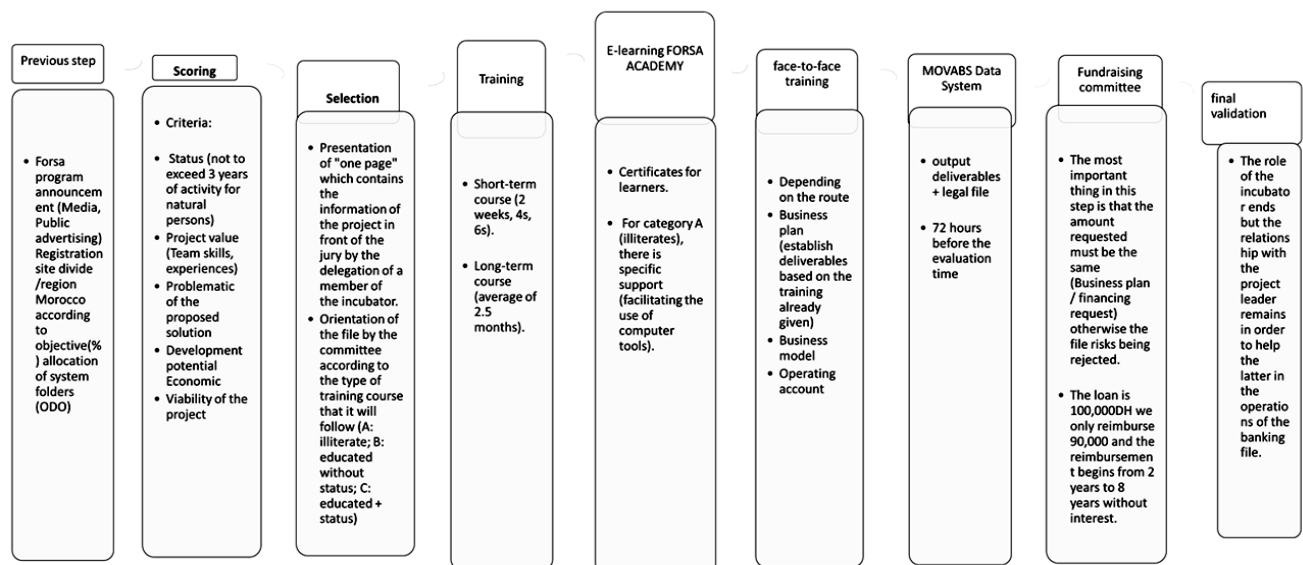 Previous step
• Forsa
program
announcem
ent (Media,
Public
advertising)
Registration
site divide
/region
Morocco
according
to
objective(%
) allocation
of system
folders
(ODO)
Scoring
• Criteria:
• Status (not to
exceed 3 years
of activity for
natural
persons)
• Project value
(Team skills,
experiences)
• Problematic
of the
proposed
solution
• Development
potential
Economic
• Viability of the
project
Selection
• Presentation
of "one page"
which contains
the
information of
the project in
front of the
jury by the
delegation of a
member of the
incubator.
• Orientation of
the file by the
committee
according to
the type of
training course
that it will
follow (A:
illiterate; B:
educated
without
status; C:
educated +
status)
Training
• Short-term
course (2
weeks, 4s,
6s).
• Long-term
course
(average of
2.5
months).
E-learning FORSA
ACADEMY
• Certificates for
learners.
• For category A
(illiterates),
there is
specific
support
(facilitating the
use of
computer
tools).
face-to-face
training
• Depending
on the route
• Business
plan
(establish
deliverables
based on the
training
already
given)
• Business
model
• Operating
account
MOVABS Data
System
• output
deliverables
+ legal file
• 72 hours
before the
evaluation
time
Fundraising
committee
• The most
important
thing in this
step is that the
amount
requested
must be the
same
(Business plan
/ financing
request)
otherwise the
file risks being
rejected.
• The loan is
100,000DH we
only reimburse
90,000 and the
reimbursemen
t begins from 2
years to 8
years without
interest.
final
validation
• The role
of the
incubato
r ends
but the
relations
hip with
the
project
leader
remains
in order
to help
the
latter in
the
operatio
ns of the
banking
file.